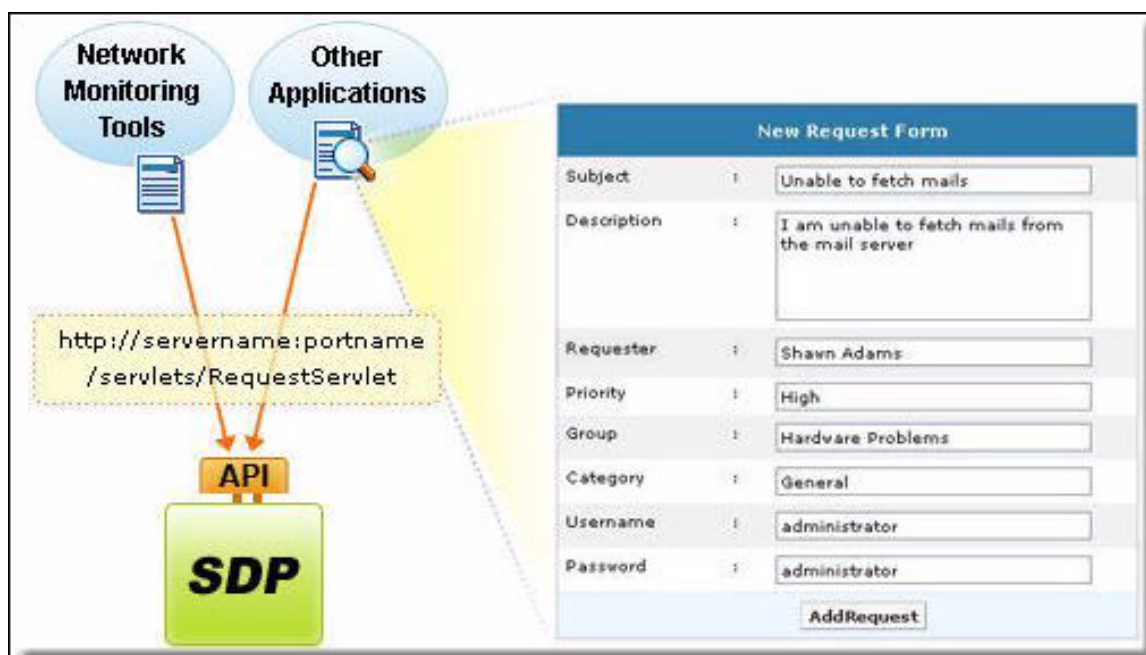 Network
Monitoring
Tools
Other
Applications
http://servername:portname
/servlets/RequestServlet
API
SDP
New Request Form
Subject : Unable to fetch mails
Description : I am unable to fetch mails from
the mail server
Requester : Shawn Adams
Priority : High
Group : Hardware Problems
Category : General
Username : administrator
Password : administrator
AddRequest